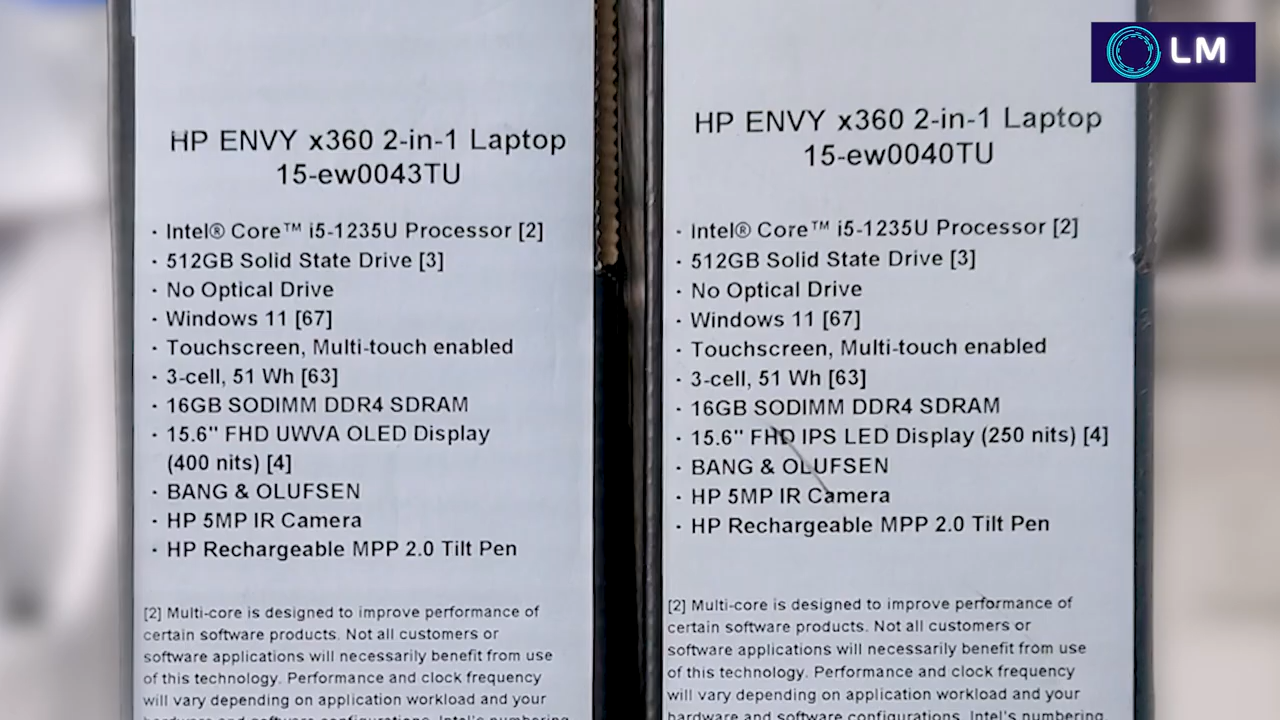 LM
HP ENVY x360 2-in-1 Laptop
15-ew0043TU
· Intel® Core™ i5-1235U Processor [2]
· 512GB Solid State Drive [3]
· No Optical Drive
· Windows 11 [67]
· Touchscreen, Multi-touch enabled
· 3-cell, 51 Wh [63]
· 16GB SODIMM DDR4 SDRAM
· 15.6" FHD UWVA OLED Display
(400 nits) [4]
· BANG & OLUFSEN
· HP 5MP IR Camera
· HP Rechargeable MPP 2.0 Tilt Pen
[2] Multi-core is designed to improve performance of
certain software products. Not all customers or
software applications will necessarily benefit from use
of this technology. Performance and clock frequency
will vary depending on application workload and your
hardware and software configurations. Intel's numbering
HP ENVY x360 2-in-1 Laptop
15-ew0040TU
· Intel® Core™ i5-1235U Processor [2]
· 512GB Solid State Drive [3]
· No Optical Drive
· Windows 11 [67]
· Touchscreen, Multi-touch enabled
· 3-cell, 51 Wh [63]
· 16GB SODIMM DDR4 SDRAM
· 15.6" FHD IPS LED Display (250 nits) [4]
· BANG & OLUFSEN
· HP 5MP IR Camera
· HP Rechargeable MPP 2.0 Tilt Pen
[2] Multi-core is designed to improve performance of
certain software products. Not all customers or
software applications will necessarily benefit from use
of this technology. Performance and clock frequency
will vary depending on application workload and your
hardware and software configurations. Intel's numbering